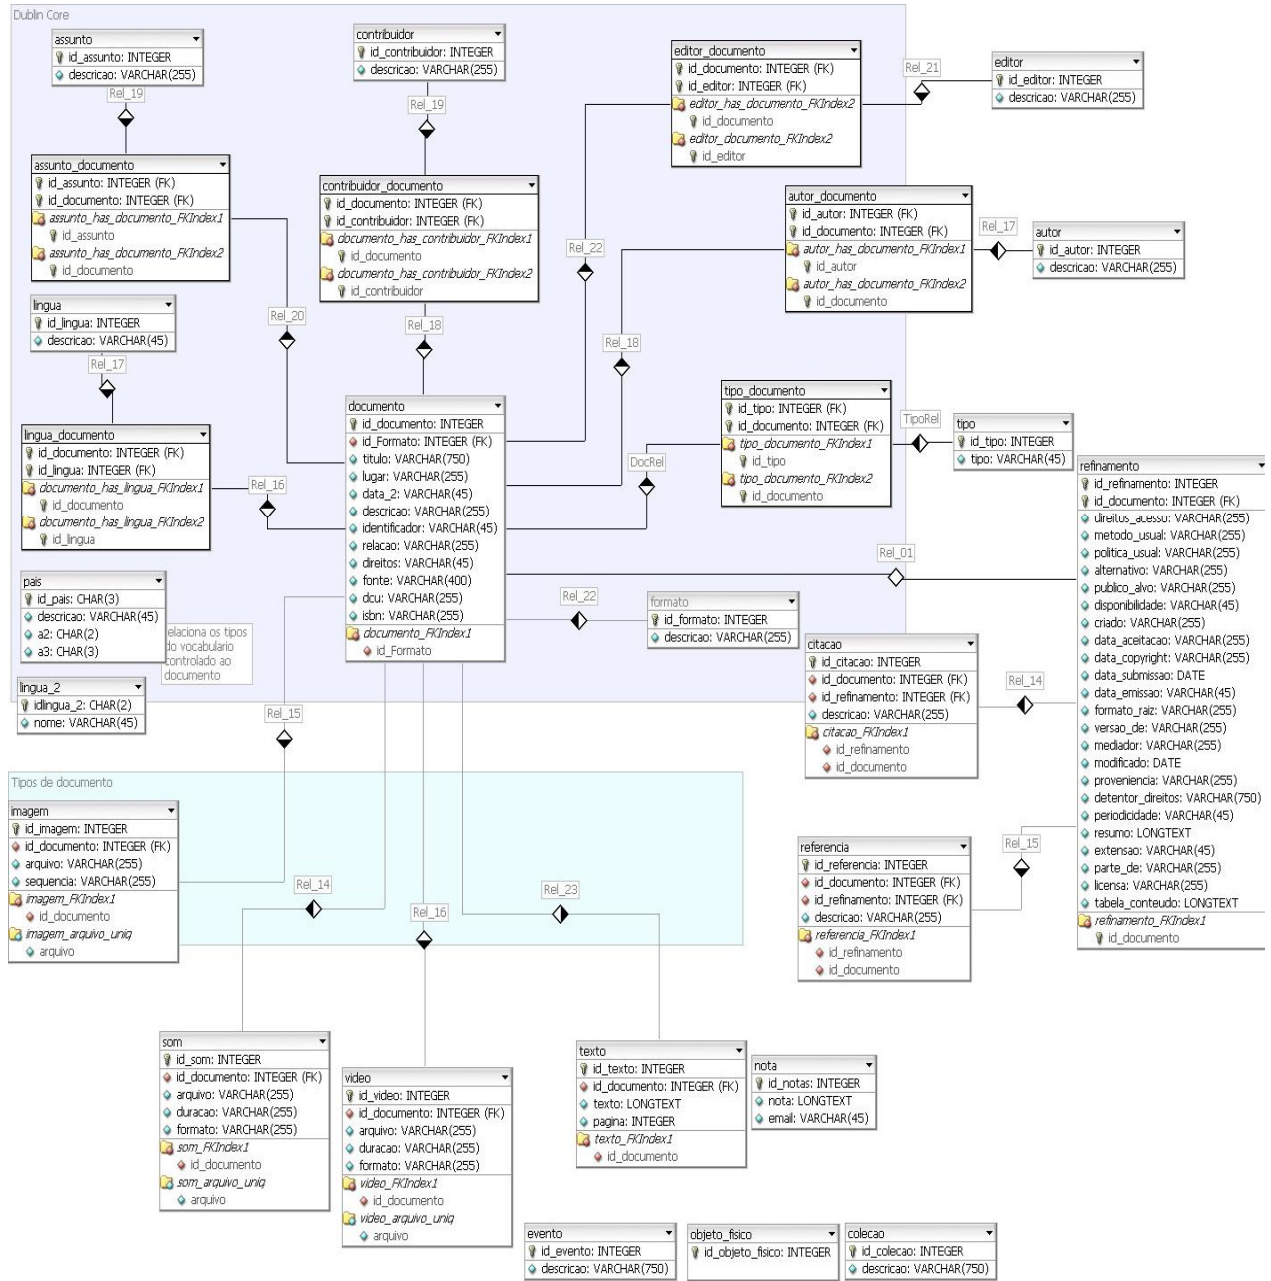 Dublin Core
assunto
id_assunto: INTEGER
descricao: VARCHAR(255)
Rel_19
assunto_documento
id_assunto: INTEGER (FK)
id_documento: INTEGER (FK)
assunto_has_documento_FKIndex1
id_assunto
assunto_has_documento_FKIndex2
id_documento
Rel_20
contribuidor
id_contribuidor: INTEGER
descricao: VARCHAR(255)
Rel_19
contribuidor_documento
id_documento: INTEGER (FK)
id_contribuidor: INTEGER (FK)
documento_has_contribuidor_FKIndex1
id_documento
documento_has_contribuidor_FKIndex2
id_contribuidor
Rel_18
editor_documento
id_documento: INTEGER (FK)
id_editor: INTEGER (FK)
editor_has_documento_FKIndex2
id_documento
editor_documento_FKIndex2
id_editor
Rel_21
editor
id_editor: INTEGER
descricao: VARCHAR(255)
Rel_22
autor_documento
id_autor: INTEGER (FK)
id_documento: INTEGER (FK)
autor_has_documento_FKIndex1
id_autor
autor_has_documento_FKIndex2
id_documento
Rel_17
autor
id_autor: INTEGER
descricao: VARCHAR(255)
Rel_18
lingua
id_lingua: INTEGER
descricao: VARCHAR(45)
Rel_17
lingua_documento
id_documento: INTEGER (FK)
id_lingua: INTEGER (FK)
documento_has_lingua_FKIndex1
id_documento
documento_has_lingua_FKIndex2
id_lingua
Rel_16
documento
id_documento: INTEGER
id_Formato: INTEGER (FK)
titulo: VARCHAR(750)
lugar: VARCHAR(255)
data_2: VARCHAR(45)
descricao: VARCHAR(255)
identificador: VARCHAR(45)
relacao: VARCHAR(255)
direitos: VARCHAR(45)
fonte: VARCHAR(400)
dcu: VARCHAR(255)
isbn: VARCHAR(255)
documento_FKIndex1
id_Formato
DocRel
tipo_documento
id_tipo: INTEGER (FK)
id_documento: INTEGER (FK)
tipo_documento_FKIndex1
id_tipo
tipo_documento_FKIndex2
id_documento
TipoRel
tipo
id_tipo: INTEGER
tipo: VARCHAR(45)
refinamento
id_refinamento: INTEGER
id_documento: INTEGER (FK)
direitos_acesso: VARCHAR(255)
metodo_usual: VARCHAR(255)
politica_usual: VARCHAR(255)
alternativo: VARCHAR(255)
publico_alvo: VARCHAR(255)
disponibilidade: VARCHAR(45)
criado: VARCHAR(255)
data_aceitacao: VARCHAR(255)
data_copyright: VARCHAR(255)
data_submissao: DATE
data_emissao: VARCHAR(45)
formato_raiz: VARCHAR(255)
versao_de: VARCHAR(255)
mediador: VARCHAR(255)
modificado: DATE
proveniencia: VARCHAR(255)
detentor_direitos: VARCHAR(750)
periodicidade: VARCHAR(45)
resumo: LONGTEXT
extensao: VARCHAR(45)
parte_de: VARCHAR(255)
licensa: VARCHAR(255)
tabela_conteudo: LONGTEXT
refinamento_FKIndex1
id_documento
Rel_01
pais
id_pais: CHAR(3)
descricao: VARCHAR(45)
a2: CHAR(2)
a3: CHAR(3)
relaciona os tipos
do vocabulario
controlado ao
documento
lingua_2
idlingua_2: CHAR(2)
nome: VARCHAR(45)
Rel_22
formato
id_formato: INTEGER
descricao: VARCHAR(255)
citacao
id_citacao: INTEGER
id_documento: INTEGER (FK)
id_refinamento: INTEGER (FK)
descricao: VARCHAR(255)
citacao_FKIndex1
id_refinamento
id_documento
Rel_14
Rel_15
Tipos de documento
imagem
id_imagem: INTEGER
id_documento: INTEGER (FK)
arquivo: VARCHAR(255)
sequencia: VARCHAR(255)
imagem_FKIndex1
id_documento
imagem_arquivo_uniq
arquivo
Rel_14
Rel_16
Rel_23
referencia
id_referencia: INTEGER
id_documento: INTEGER (FK)
id_refinamento: INTEGER (FK)
descricao: VARCHAR(255)
referencia_FKIndex1
id_refinamento
id_documento
Rel_15
som
id_som: INTEGER
id_documento: INTEGER (FK)
arquivo: VARCHAR(255)
duracao: VARCHAR(255)
formato: VARCHAR(255)
som_FKIndex1
id_documento
som_arquivo_uniq
arquivo
video
id_video: INTEGER
id_documento: INTEGER (FK)
arquivo: VARCHAR(255)
duracao: VARCHAR(255)
formato: VARCHAR(255)
video_FKIndex1
id_documento
video_arquivo_uniq
arquivo
texto
id_texto: INTEGER
id_documento: INTEGER (FK)
texto: LONGTEXT
pagina: INTEGER
texto_FKIndex1
id_documento
nota
id_notas: INTEGER
nota: LONGTEXT
email: VARCHAR(45)
evento
id_evento: INTEGER
descricao: VARCHAR(750)
objeto_fisico
id_objeto_fisico: INTEGER
colecao
id_colecao: INTEGER
descricao: VARCHAR(750)